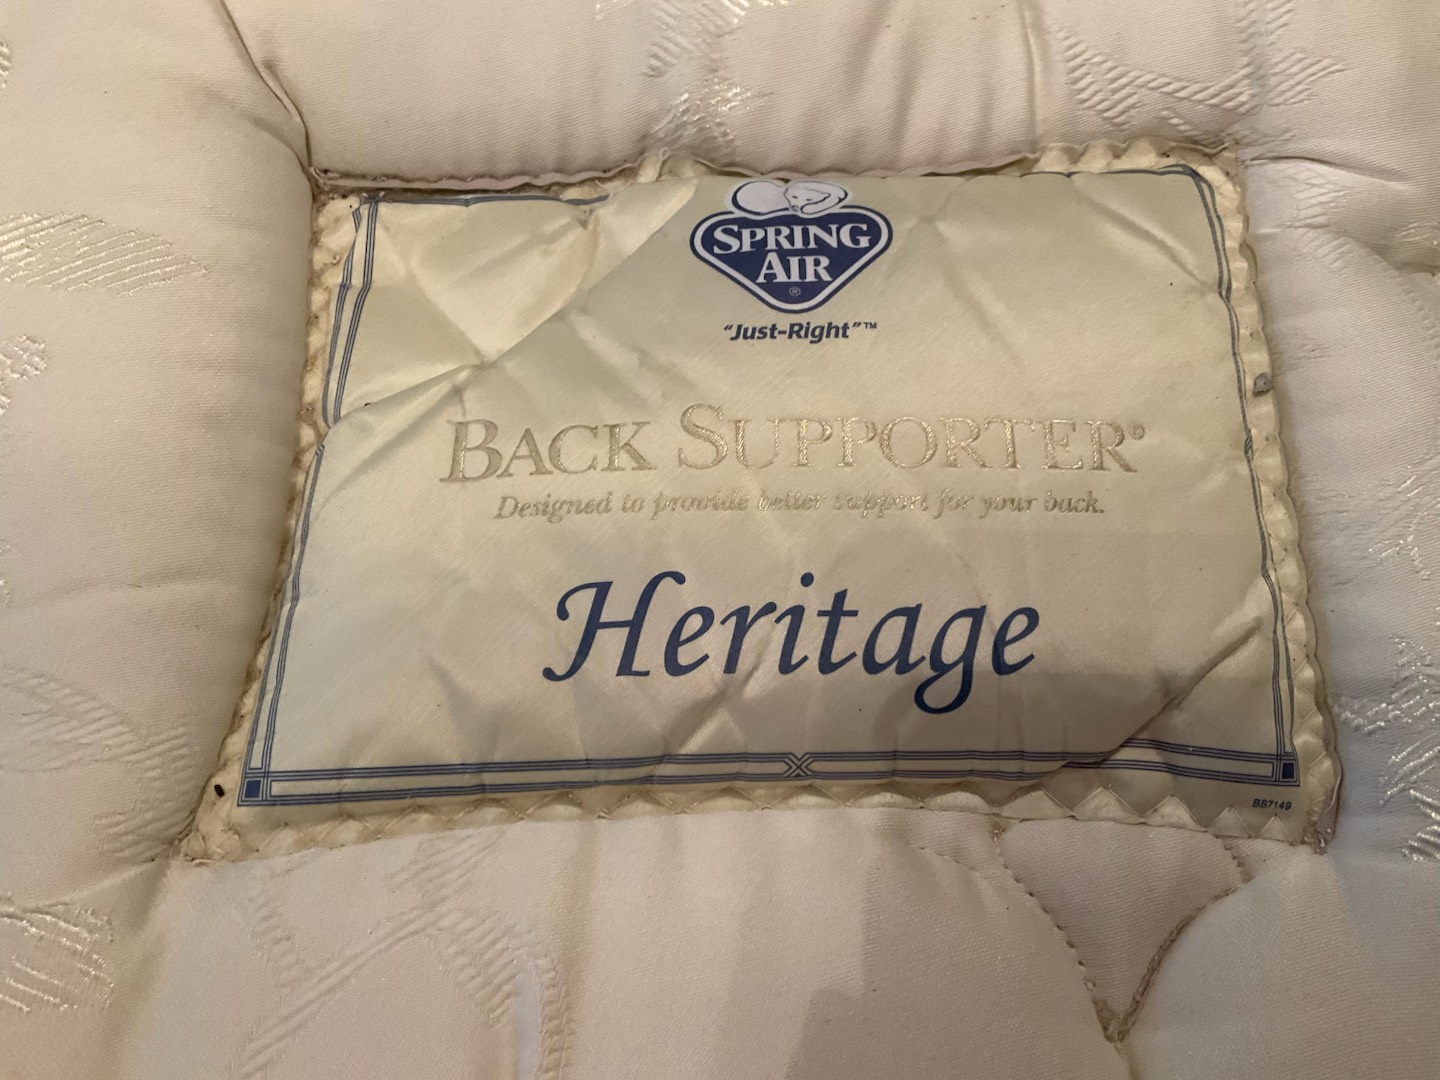 SPRING
AIR
®
"Just-Right"™
BACK SUPPORTER®
Designed to provide better support for your back.
Heritage
BS7149